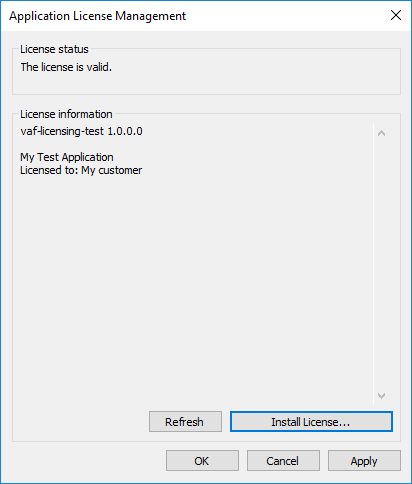 Application License Management
License status
The license is valid.
License information
vaf-licensing-test 1.0.0.0
My Test Application
Licensed to: My customer
Refresh
Install License...
OK
Cancel
Apply